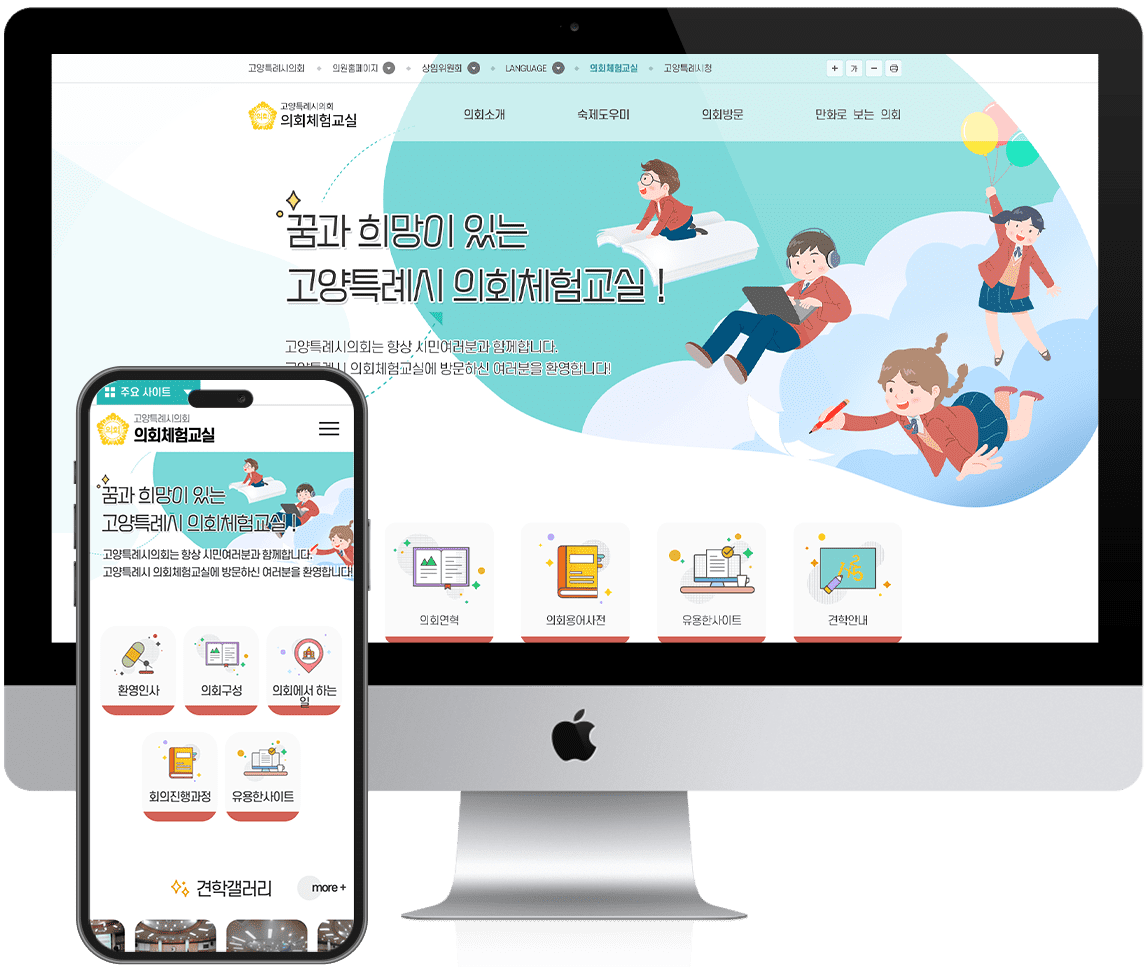 고양특례시의회 의원홈페이지 상임위원회 LANGUAGE 의회체험교실 고양특례시청 + 가 -
고양특례시의회
의회체험교실
의회소개 숙제도우미 의회방문 만화로 보는 의회
꿈과 희망이 있는
고양특례시 의회체험교실 !
고양특례시의회는 항상 시민여러분과 함께합니다.
고양특례시 의회체험교실에 방문하신 여러분을 환영합니다!
의회연혁 의회용어사전 유용한사이트 견학안내
주요 사이트
의회
고양특례시의회
의회체험교실
꿈과 희망이 있는
고양특례시 의회체험교실 !
고양특례시의회는 항상 시민여러분과 함께합니다.
고양특례시 의회체험교실에 방문하신 여러분을 환영합니다!
환영인사 의회구성 의회에서 하는
일
회의진행과정 유용한사이트
견학갤러리 more +